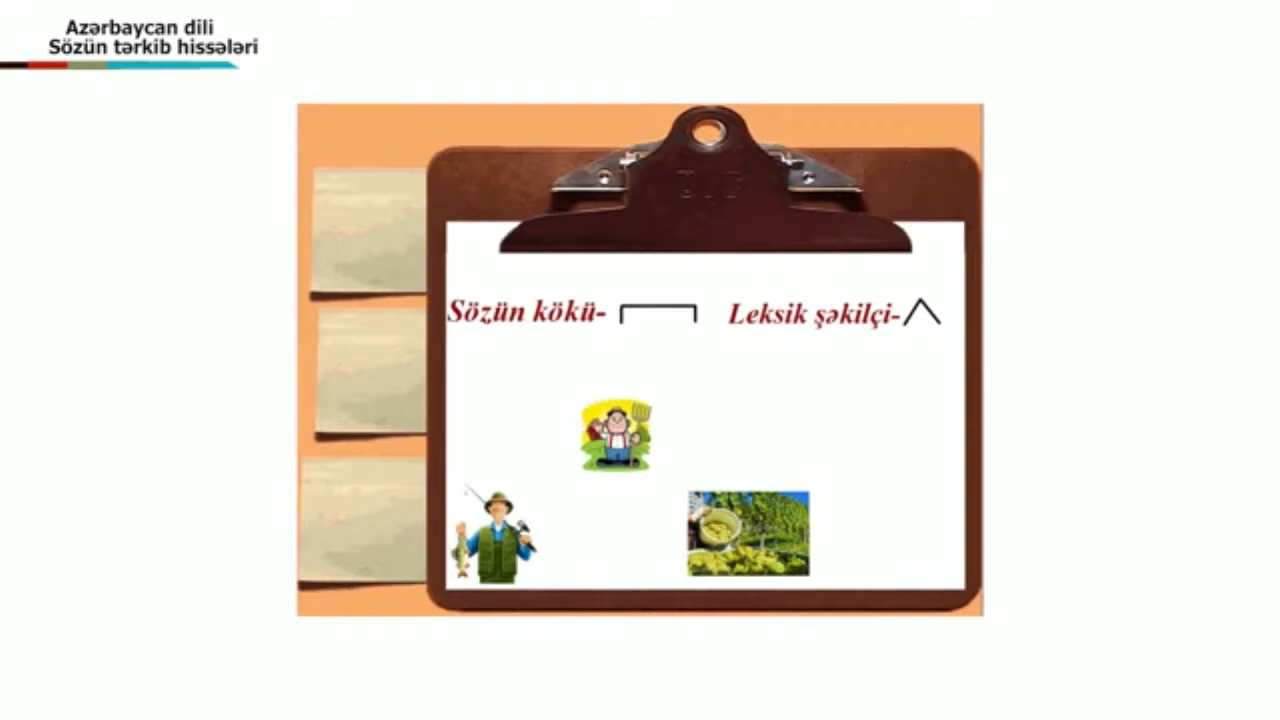 Azərbaycan dili
Sözün tərkib hissələri
Sözün kökü-
Leksik şəkilçi-